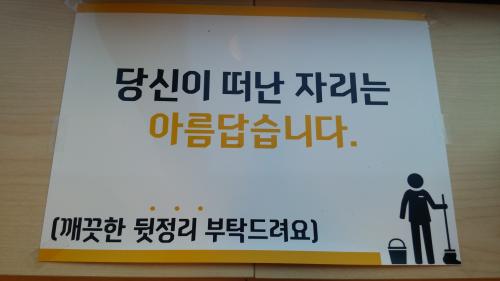 당신이 떠난 자리는
아름답습니다.
(깨끗한 뒷정리 부탁드려요)